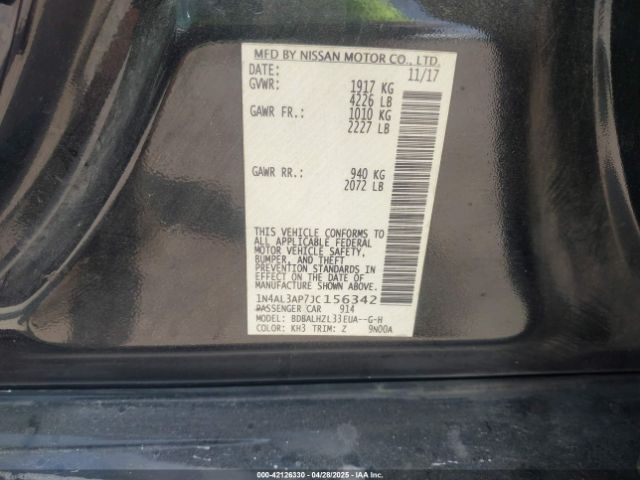 MFD BY NISSAN MOTOR CO., LTD.
DATE: 11/17
GVWR: 1917 KG
4226 LB
GAWR FR.: 1010 KG
2227 LB
GAWR RR.: 940 KG
2072 LB
THIS VEHICLE CONFORMS TO
ALL APPLICABLE FEDERAL
MOTOR VEHICLE SAFETY,
BUMPER, AND THEFT
PREVENTION STANDARDS IN
EFFECT ON THE DATE OF
MANUFACTURE SHOWN ABOVE.
1N4AL3AP7JC156342
PASSENGER CAR 914
MODEL: BDBALHZL33EUA--G-H
COLOR: KH3 TRIM: Z 9N00A
000-42126330 - 04/28/2025 - IAAI.COM